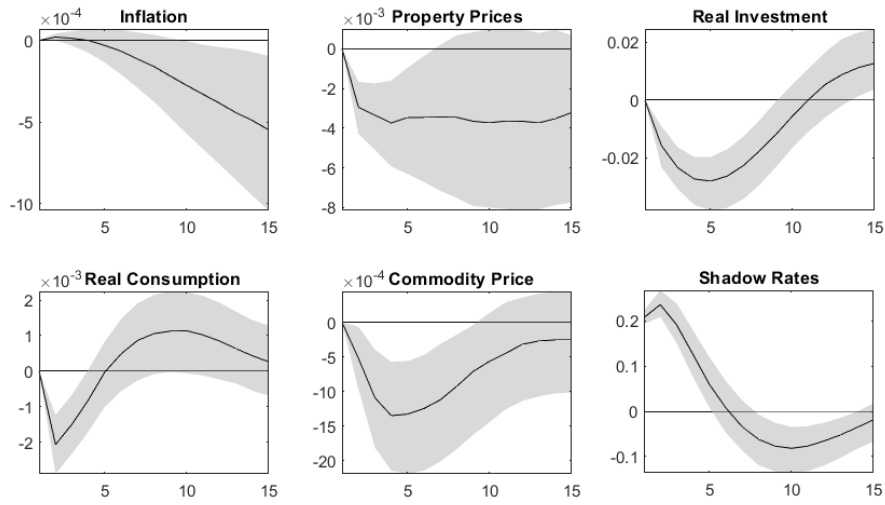 Inflation
×10⁻⁴
0
-5
-10
5 10 15
Property Prices
×10⁻³
0
-2
-4
-6
-8
5 10 15
Real Investment
0.02
0
-0.02
5 10 15
Real Consumption
×10⁻³
2
1
0
-1
-2
5 10 15
Commodity Price
×10⁻⁴
0
-5
-10
-15
-20
5 10 15
Shadow Rates
0.2
0.1
0
-0.1
5 10 15